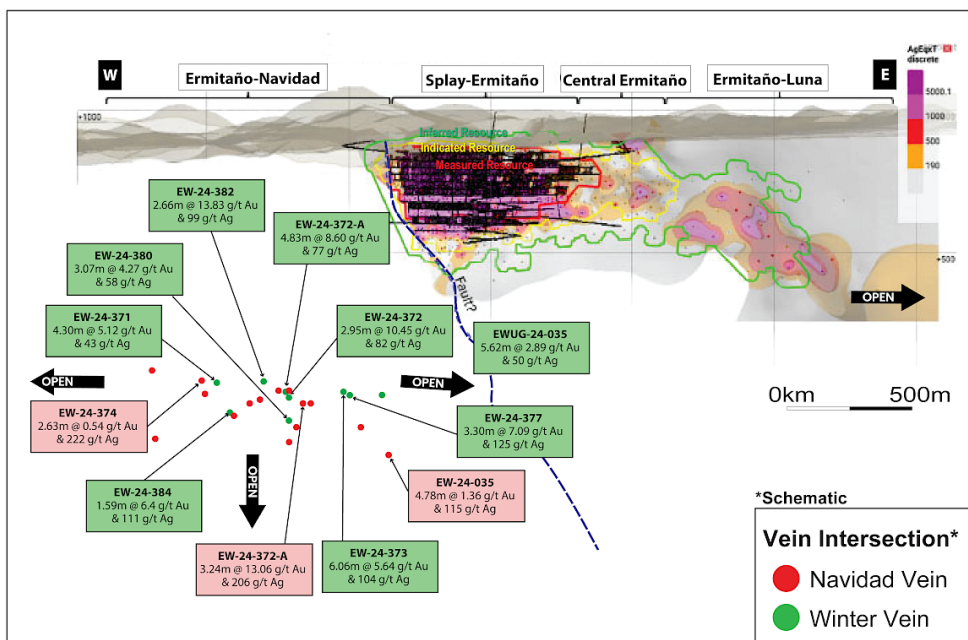 AgEqxT
discrete
5000.1
1000
500
190
W
E
Ermitaño-Navidad
Splay-Ermitaño
Central Ermitaño
Ermitaño-Luna
+1000
Inferred Resource
Indicated Resource
Measured Resource
+500
Fault?
OPEN
EW-24-382
2.66m @ 13.83 g/t Au
& 99 g/t Ag
EW-24-372-A
4.83m @ 8.60 g/t Au
& 77 g/t Ag
EW-24-380
3.07m @ 4.27 g/t Au
& 58 g/t Ag
EW-24-371
4.30m @ 5.12 g/t Au
& 43 g/t Ag
EW-24-372
2.95m @ 10.45 g/t Au
& 82 g/t Ag
EWUG-24-035
5.62m @ 2.89 g/t Au
& 50 g/t Ag
OPEN
OPEN
0km
500m
EW-24-374
2.63m @ 0.54 g/t Au
& 222 g/t Ag
EW-24-377
3.30m @ 7.09 g/t Au
& 125 g/t Ag
OPEN
EW-24-384
1.59m @ 6.4 g/t Au
& 111 g/t Ag
EW-24-035
4.78m @ 1.36 g/t Au
& 115 g/t Ag
EW-24-372-A
3.24m @ 13.06 g/t Au
& 206 g/t Ag
EW-24-373
6.06m @ 5.64 g/t Au
& 104 g/t Ag
*Schematic
Vein Intersection*
Navidad Vein
Winter Vein